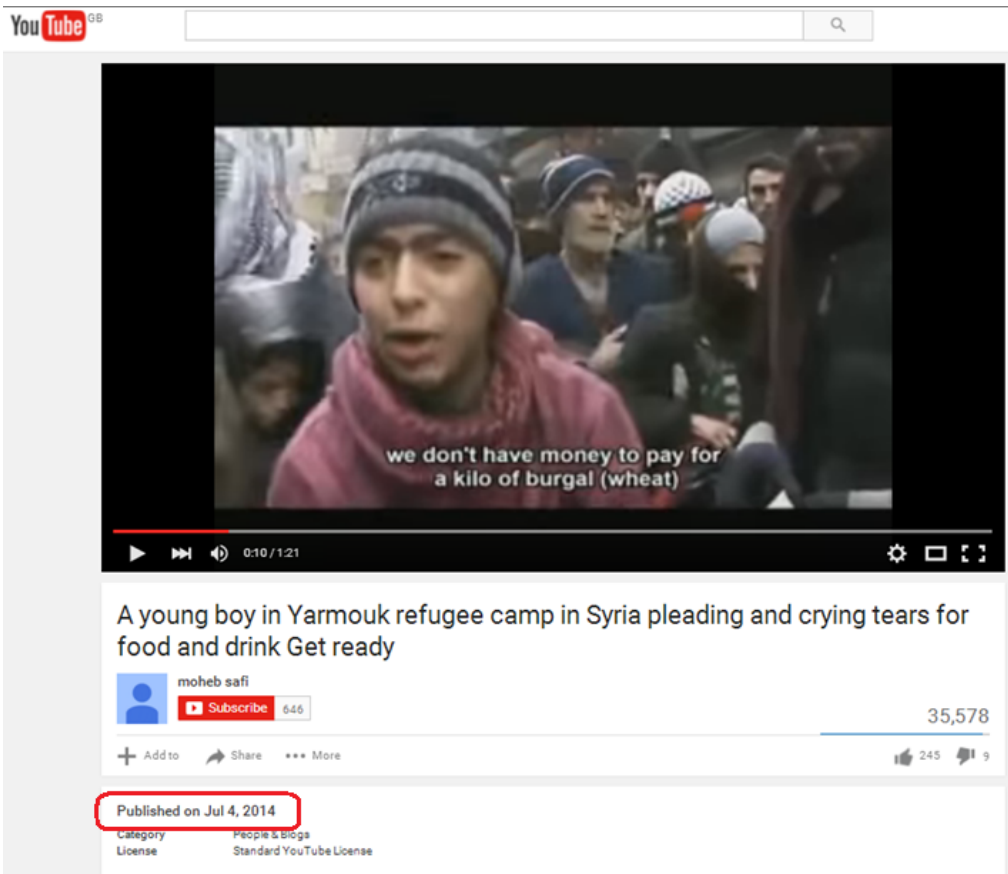 YouTube GB
we don't have money to pay for
a kilo of burgal (wheat)
0:10 / 1:21
A young boy in Yarmouk refugee camp in Syria pleading and crying tears for
food and drink Get ready
moheb safi
Subscribe 646
35,578
Add to Share More 245 9
Published on Jul 4, 2014
Category People & Blogs
License Standard YouTube License